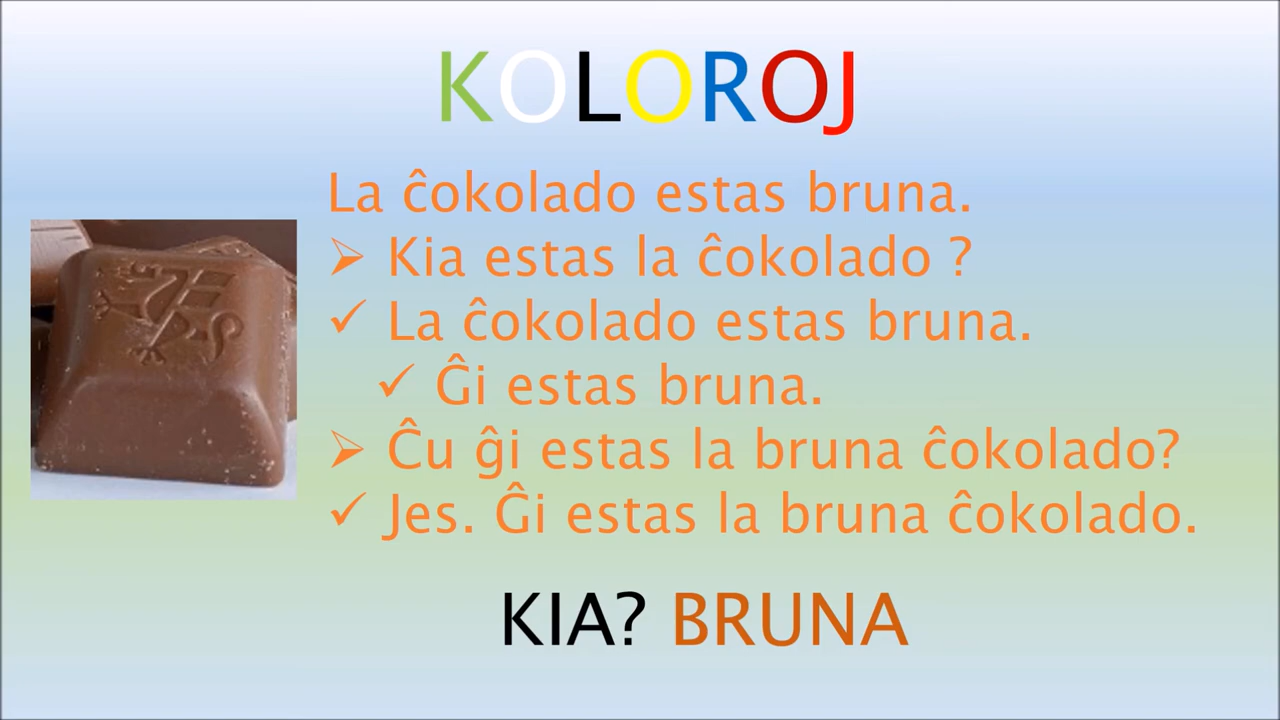 KOLOROJ
La ĉokolado estas bruna.
➢ Kia estas la ĉokolado ?
✓ La ĉokolado estas bruna.
✓ Ĝi estas bruna.
➢ Ĉu ĝi estas la bruna ĉokolado?
✓ Jes. Ĝi estas la bruna ĉokolado.
KIA? BRUNA